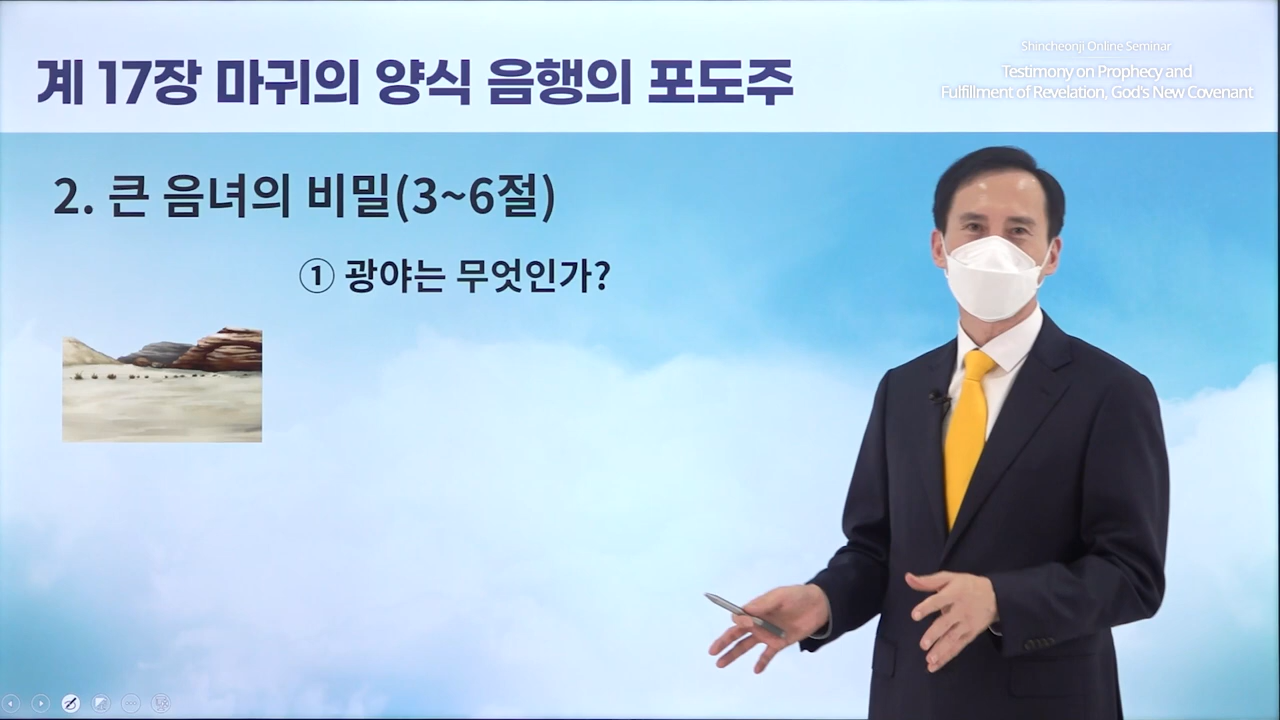 계 17장 마귀의 양식 음행의 포도주
Shincheonji Online Seminar
Testimony on Prophecy and
Fulfillment of Revelation, God's New Covenant
2. 큰 음녀의 비밀(3~6절)
① 광야는 무엇인가?